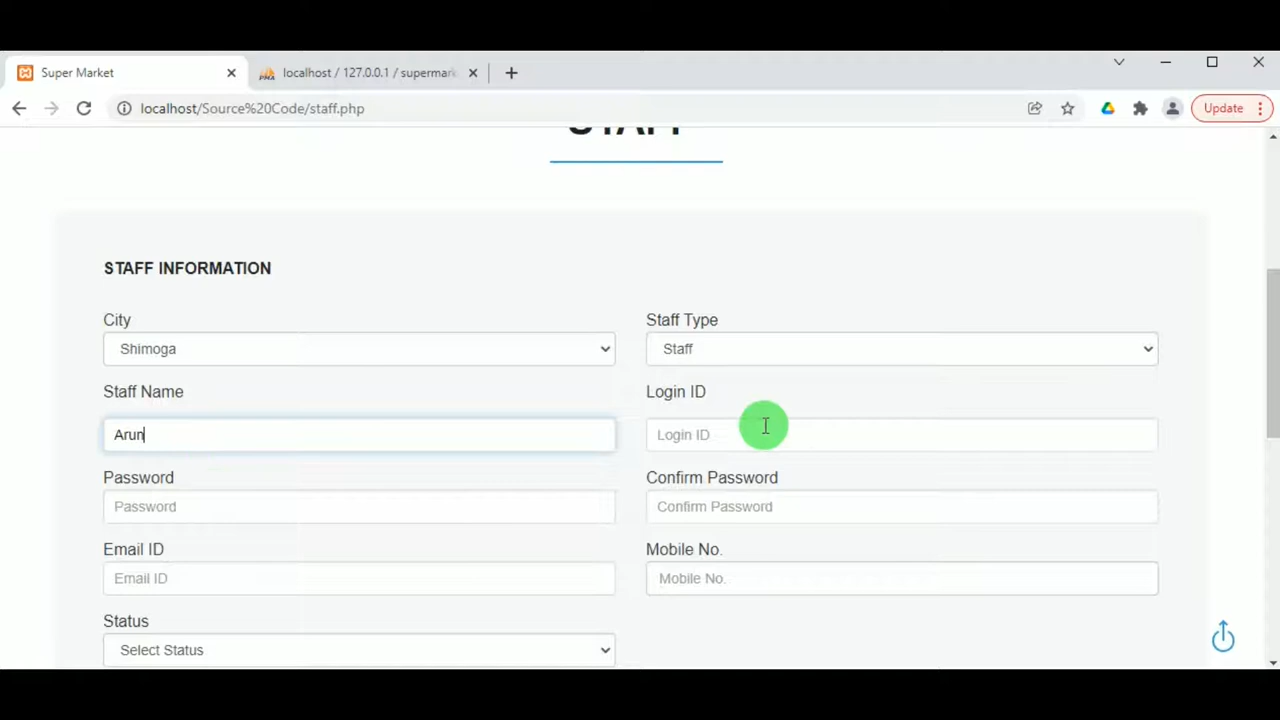 Super Market
localhost / 127.0.0.1 / supermark
localhost/Source%20Code/staff.php
Update
STAFF
STAFF INFORMATION
City
Staff Type
Shimoga
Staff
Staff Name
Login ID
Arun
Login ID
Password
Confirm Password
Password
Confirm Password
Email ID
Mobile No.
Email ID
Mobile No.
Status
Select Status